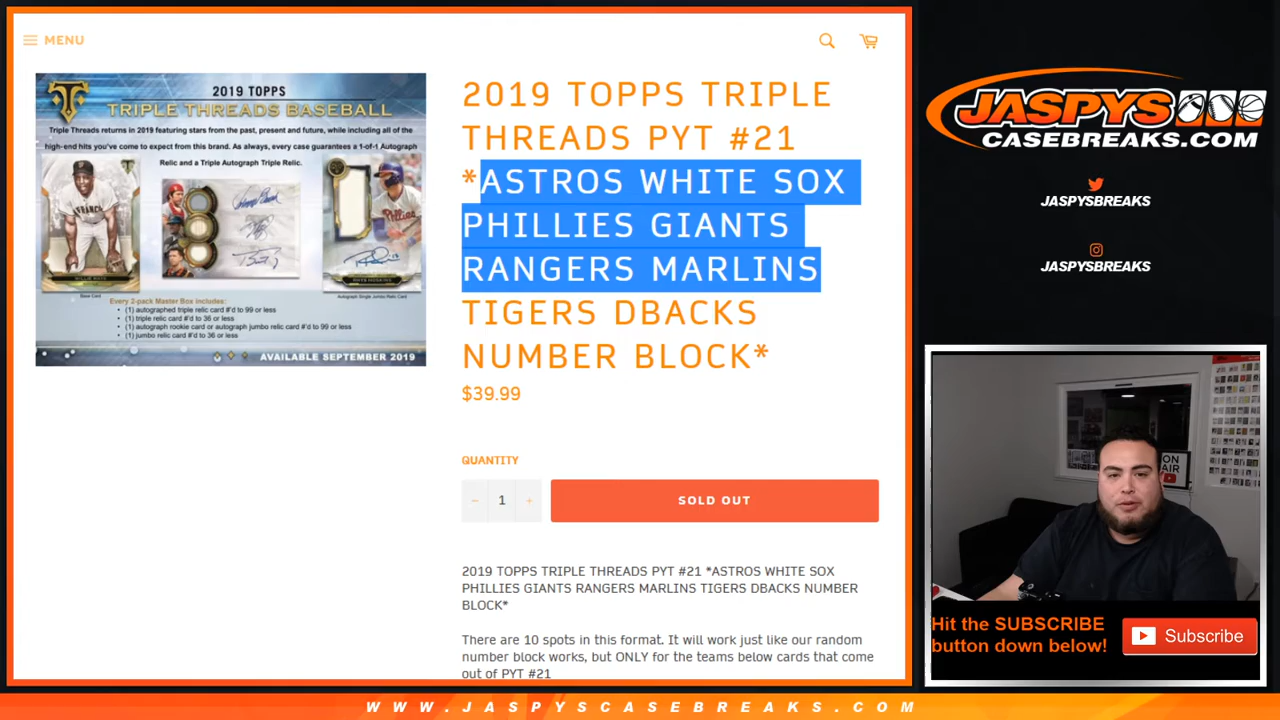 MENU
2019 TOPPS
TRIPLE THREADS BASEBALL
Triple Threads returns in 2019 featuring stars from the past, present and future, while including all of the
high-end hits you've come to expect from this brand. As always, every case guarantees a 1-of-1 Autograph
Relic and a Triple Autograph Triple Relic.
Base Card
Autograph Single Jumbo Relic Card
Every 2-pack Master Box includes:
• (1) autographed triple relic card #'d to 99 or less
• (1) triple relic card #'d to 36 or less
• (1) autograph rookie card or autograph jumbo relic card #'d to 99 or less
• (1) jumbo relic card #'d to 36 or less
AVAILABLE SEPTEMBER 2019
2019 TOPPS TRIPLE
THREADS PYT #21
*ASTROS WHITE SOX
PHILLIES GIANTS
RANGERS MARLINS
TIGERS DBACKS
NUMBER BLOCK*
$39.99
QUANTITY
− 1 + SOLD OUT
2019 TOPPS TRIPLE THREADS PYT #21 *ASTROS WHITE SOX
PHILLIES GIANTS RANGERS MARLINS TIGERS DBACKS NUMBER
BLOCK*
There are 10 spots in this format. It will work just like our random
number block works, but ONLY for the teams below cards that come
out of PYT #21
JASPYS
CASEBREAKS.COM
JASPYSBREAKS
JASPYSBREAKS
ON
AIR
Hit the SUBSCRIBE
button down below!
Subscribe
WWW.JASPYSCASEBREAKS.COM